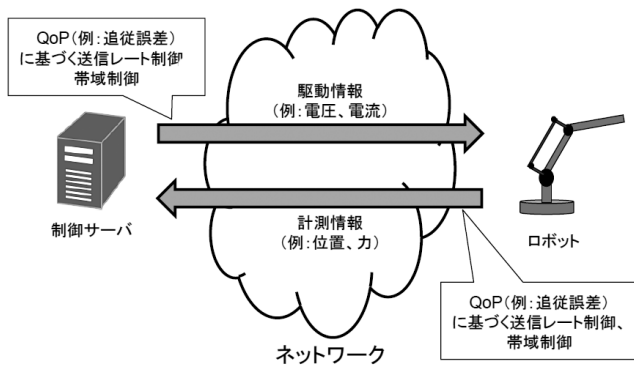 QoP(例:追従誤差)
に基づく送信レート制御
帯域制御
駆動情報
(例:電圧、電流)
制御サーバ
計測情報
(例:位置、力)
ロボット
QoP(例:追従誤差)
に基づく送信レート制御、
帯域制御
ネットワーク